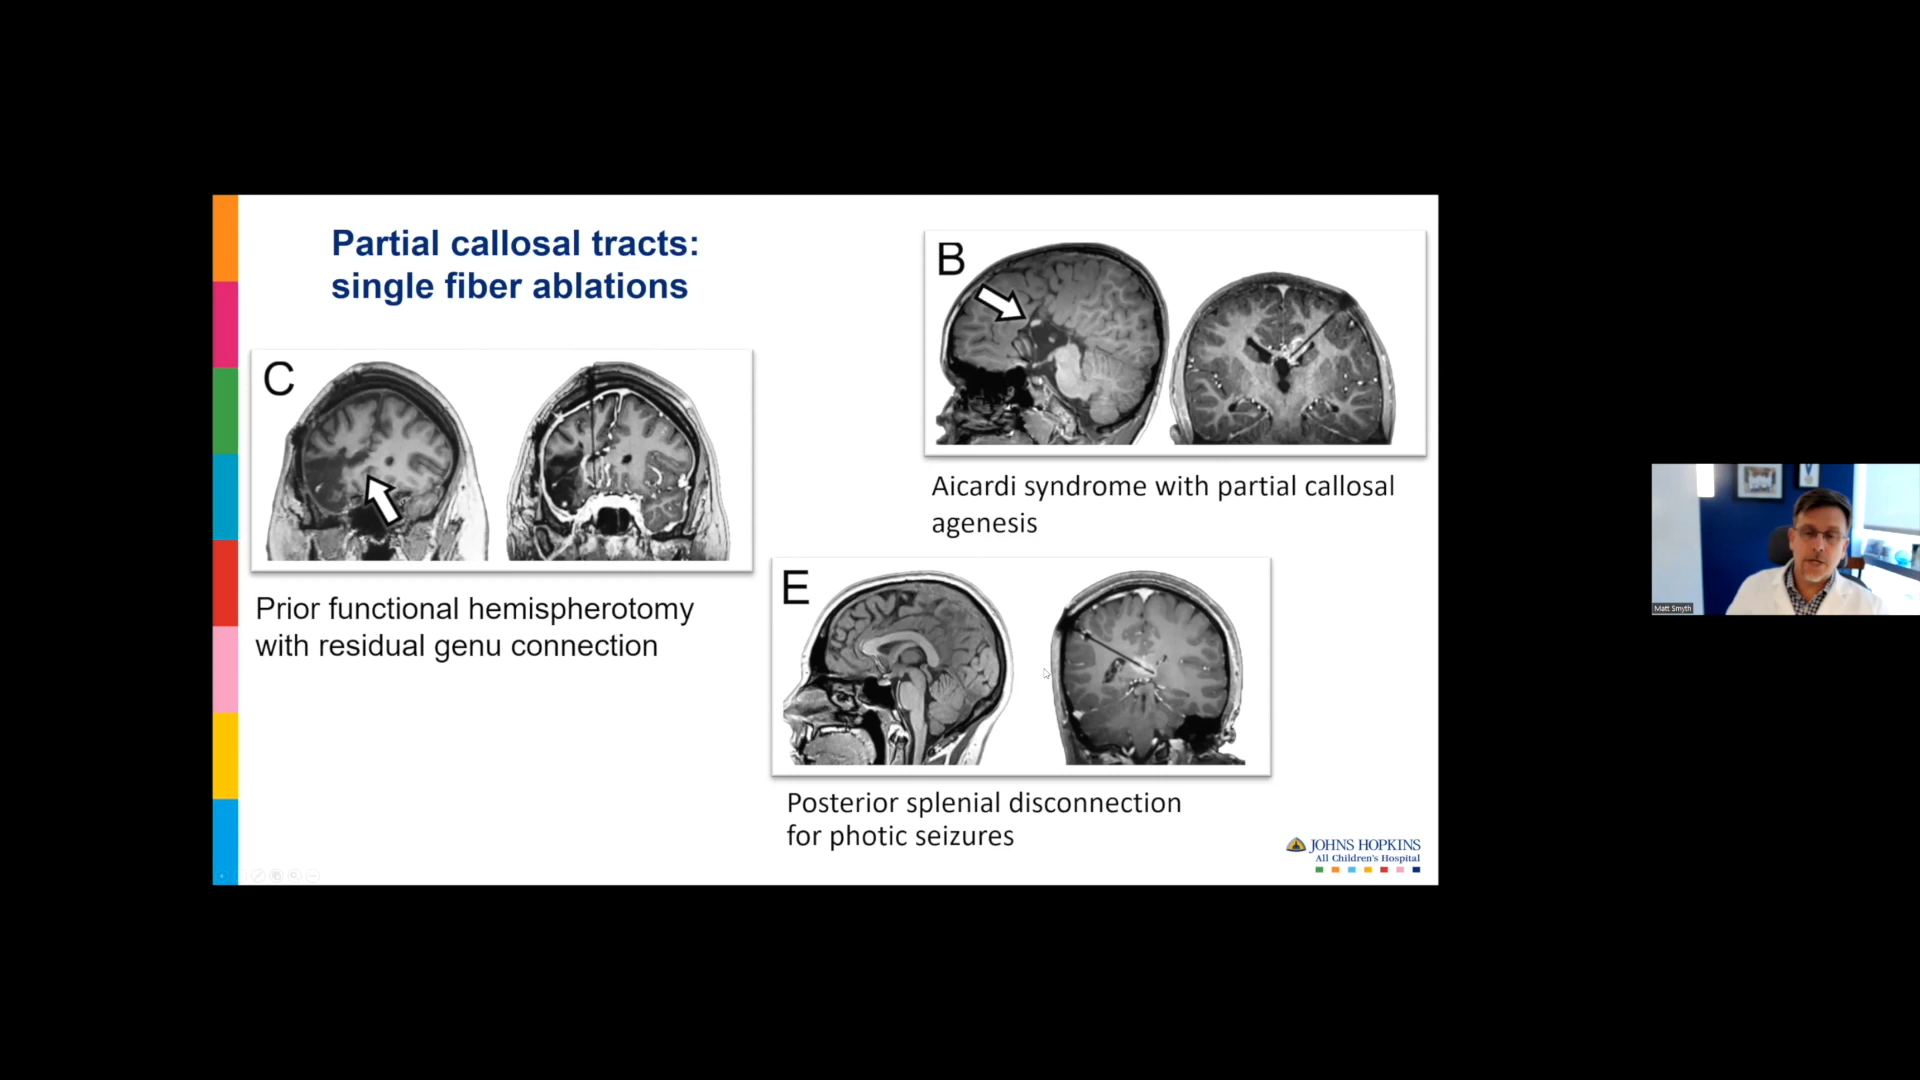 Partial callosal tracts:
single fiber ablations
B
C
Aicardi syndrome with partial callosal
agenesis
E
Prior functional hemispherotomy
with residual genu connection
Posterior splenial disconnection
for photic seizures
JOHNS HOPKINS
All Children's Hospital
Matt Smyth